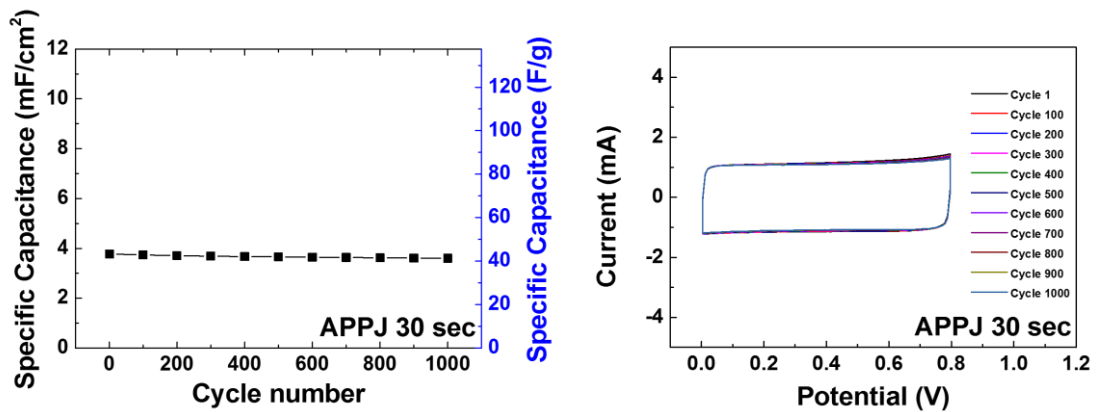 Specific Capacitance (mF/cm²)
12
10
8
6
4
2
0
0 200 400 600 800 1000
Cycle number
APPJ 30 sec
120
100
80
60
40
20
0
Specific Capacitance (F/g)
Current (mA)
4
2
0
-2
-4
Cycle 1
Cycle 100
Cycle 200
Cycle 300
Cycle 400
Cycle 500
Cycle 600
Cycle 700
Cycle 800
Cycle 900
Cycle 1000
APPJ 30 sec
0.0 0.2 0.4 0.6 0.8 1.0 1.2
Potential (V)